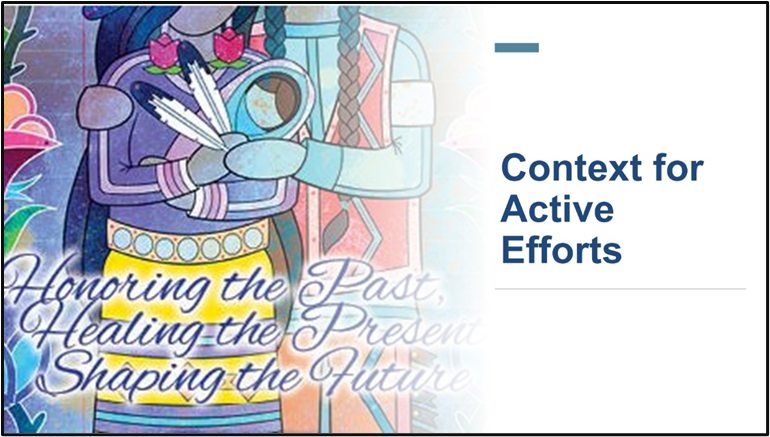 Honoring the Past,
Healing the Present
Shaping the Future
Context for
Active
Efforts